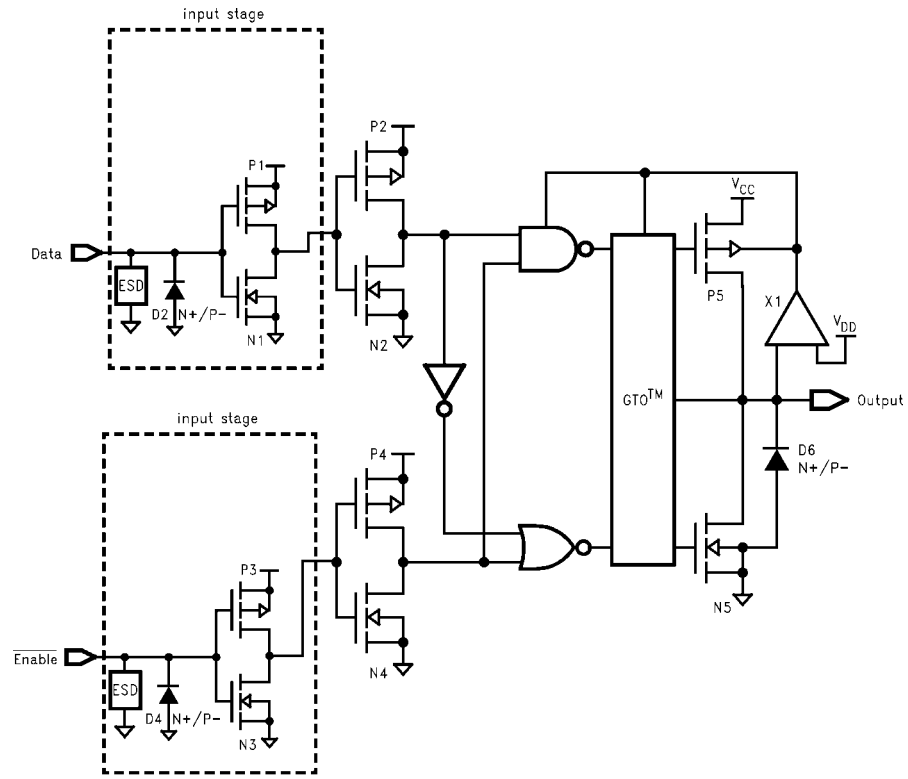 input stage
P2
P1
V_CC
Data
ESD
D2 N+/P-
P5
X1
N1
N2
V_DD
GTO™
Output
input stage
D6
N+/P-
P4
P3
N5
Enable
ESD
D4 N+/P-
N4
N3